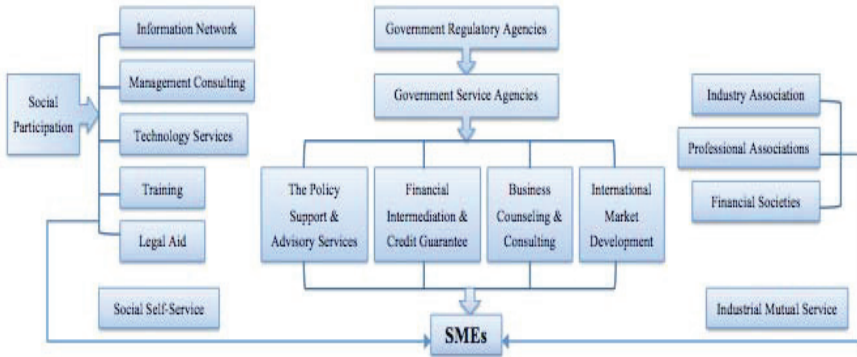 Information Network
Management Consulting
Social
Participation
Technology Services
Training
Legal Aid
Social Self-Service
Government Regulatory Agencies
Government Service Agencies
The Policy
Support &
Advisory Services
Financial
Intermediation &
Credit Guarantee
Business
Counseling &
Consulting
International
Market
Development
SMEs
Industry Association
Professional Associations
Financial Societies
Industrial Mutual Service